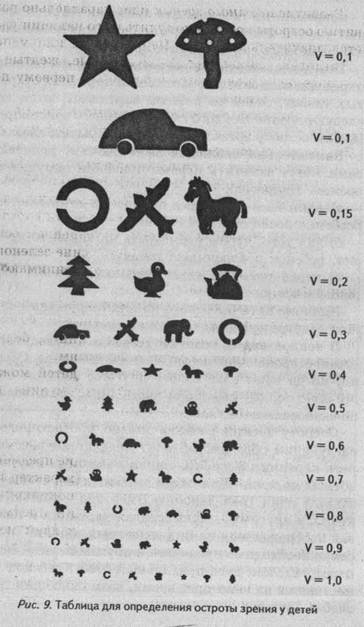 V = 0,1
V = 0,1
V = 0,15
V = 0,2
V = 0,3
V = 0,4
V = 0,5
V = 0,6
V = 0,7
V = 0,8
V = 0,9
V = 1,0
Рис. 9. Таблица для определения остроты зрения у детей